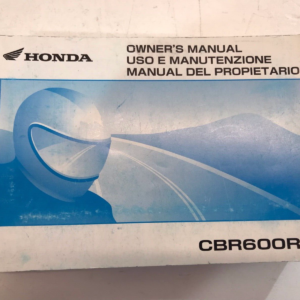 HONDA
OWNER'S MANUAL
USO E MANUTENZIONE
MANUAL DEL PROPIETARIO
CBR600R